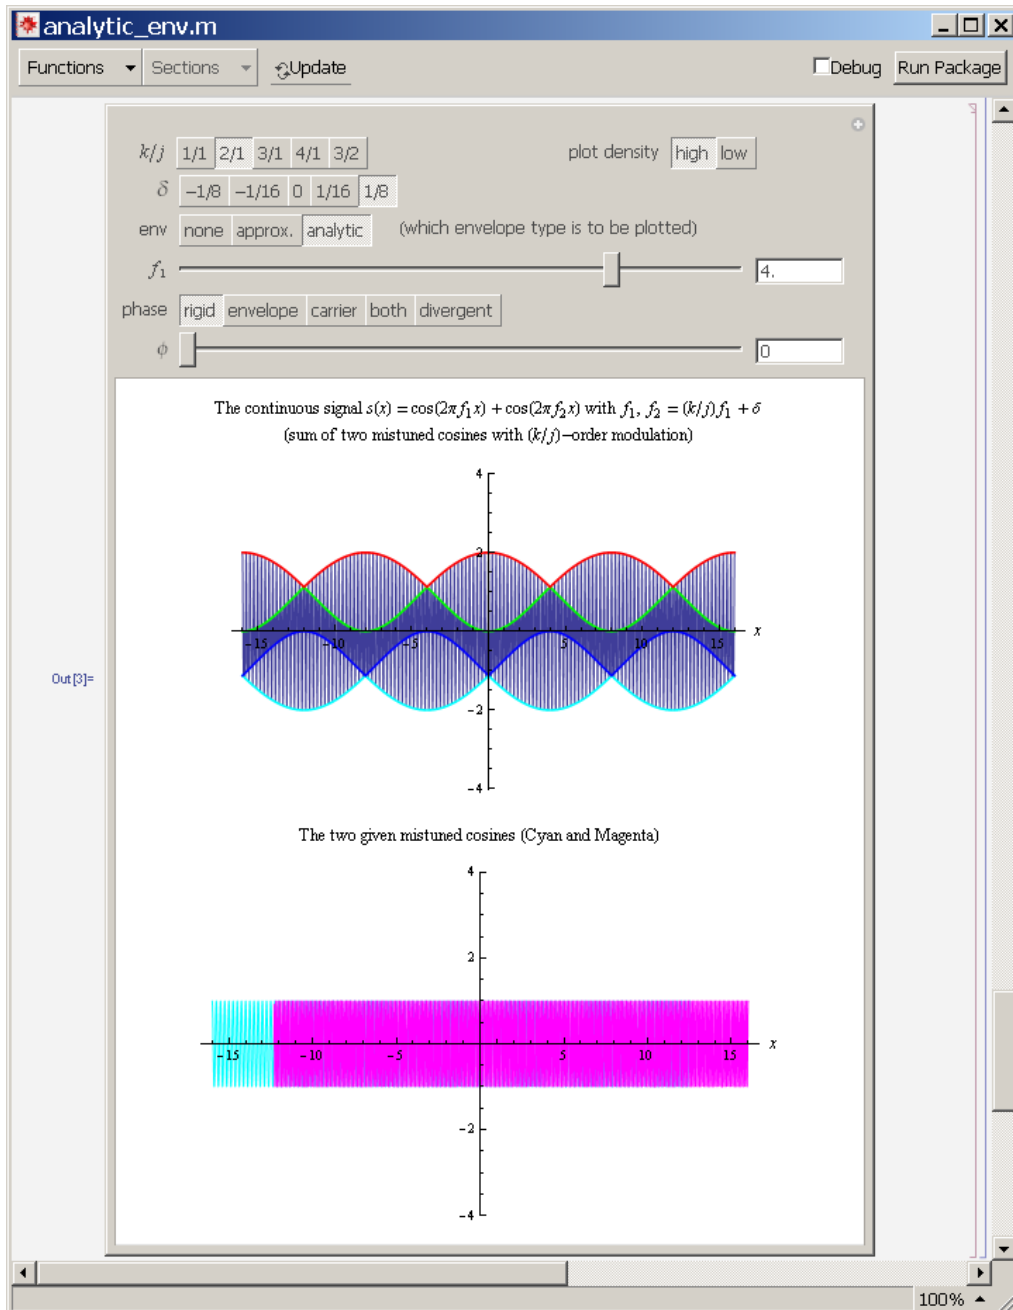 analytic_env.m
Functions Sections Update Debug Run Package
k/j 1/1 2/1 3/1 4/1 3/2 plot density high low
δ −1/8 −1/16 0 1/16 1/8
env none approx. analytic (which envelope type is to be plotted)
f₁ 4.
phase rigid envelope carrier both divergent
ϕ 0
The continuous signal s(x) = cos(2πf₁x) + cos(2πf₂x) with f₁, f₂ = (k/j)f₁ + δ
(sum of two mistuned cosines with (k/j)−order modulation)
4
2
−15 −10 −5 5 10 15 x
Out[3]=
−2
−4
The two given mistuned cosines (Cyan and Magenta)
4
2
−15 −10 −5 5 10 15 x
−2
−4
100%